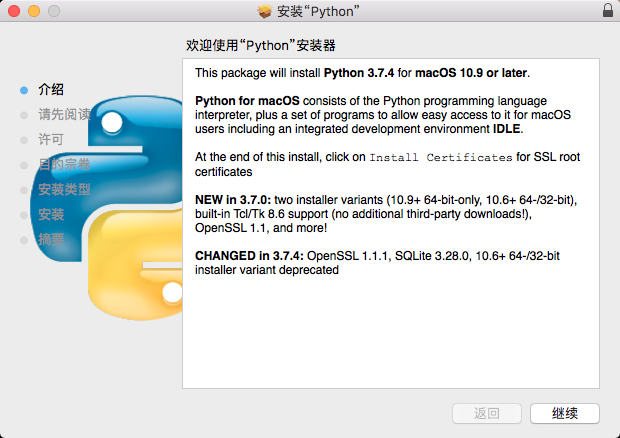 安装“Python”
欢迎使用“Python”安装器
介绍
请先阅读
许可
目的宗卷
安装类型
安装
摘要
This package will install Python 3.7.4 for macOS 10.9 or later.
Python for macOS consists of the Python programming language
interpreter, plus a set of programs to allow easy access to it for macOS
users including an integrated development environment IDLE.
At the end of this install, click on Install Certificates for SSL root
certificates
NEW in 3.7.0: two installer variants (10.9+ 64-bit-only, 10.6+ 64-/32-bit),
built-in Tcl/Tk 8.6 support (no additional third-party downloads!),
OpenSSL 1.1, and more!
CHANGED in 3.7.4: OpenSSL 1.1.1, SQLite 3.28.0, 10.6+ 64-/32-bit
installer variant deprecated
返回
继续